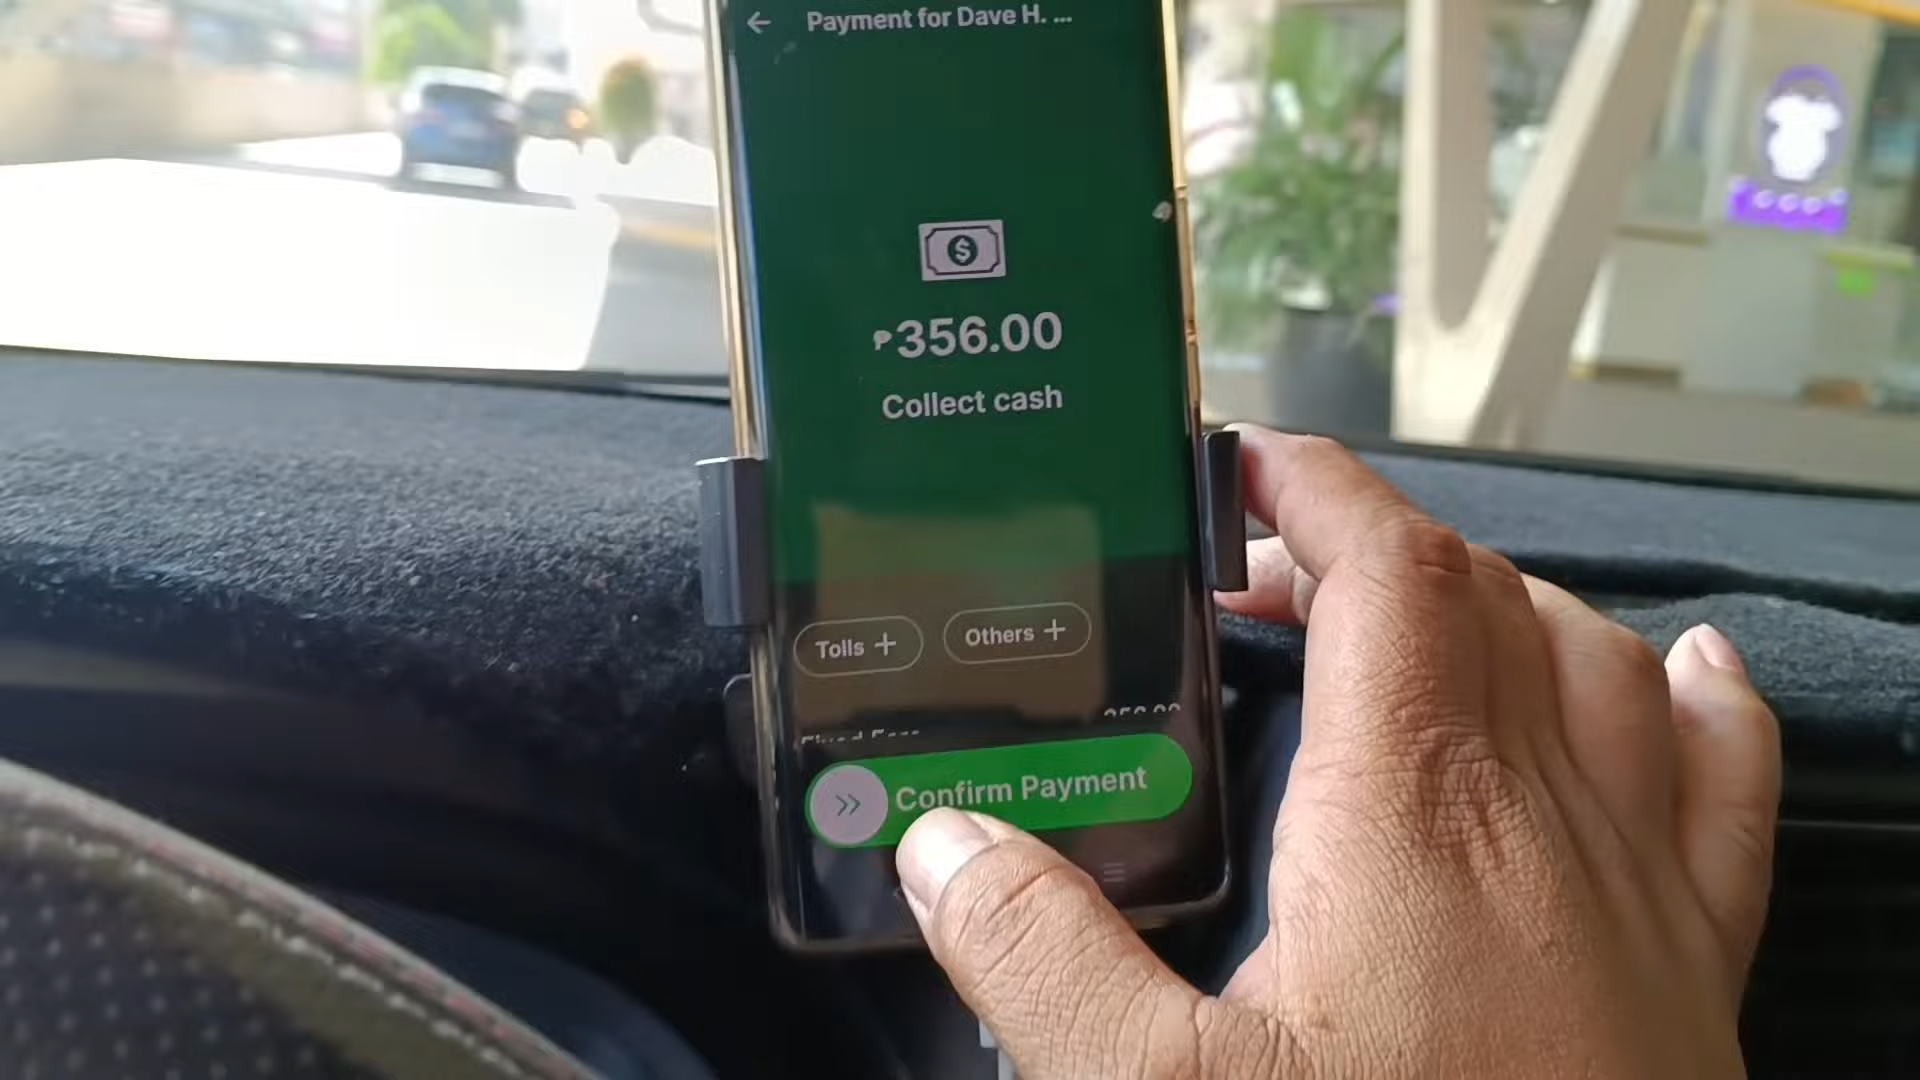 Payment for Dave H. ...
₱356.00
Collect cash
Tolls +
Others +
Confirm Payment